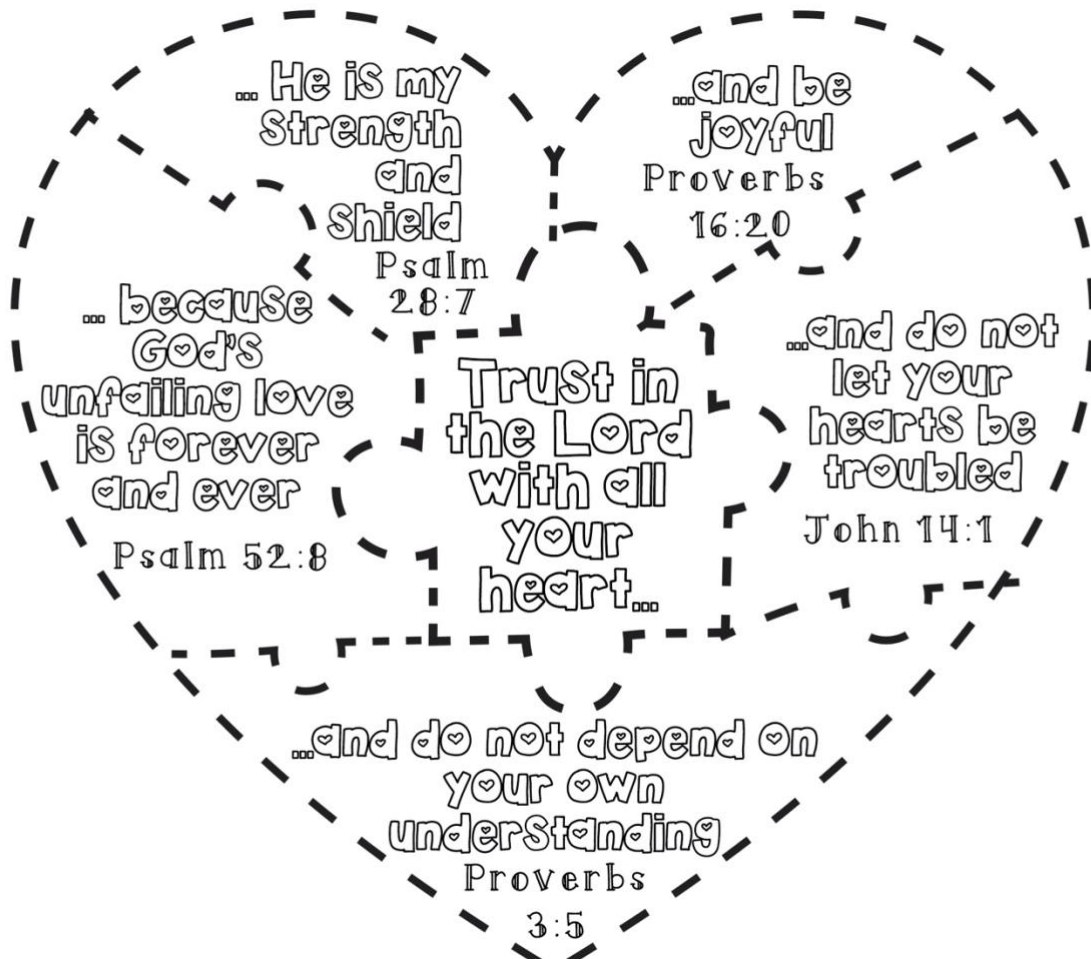 ... He is my
strength
and
shield
Psalm
28:7
...and be
joyful
Proverbs
16:20
... because
God's
unfailing love
is forever
and ever
Psalm 52:8
Trust in
the Lord
with all
your
heart...
...and do not
let your
hearts be
troubled
John 14:1
...and do not depend on
your own
understanding
Proverbs
3:5